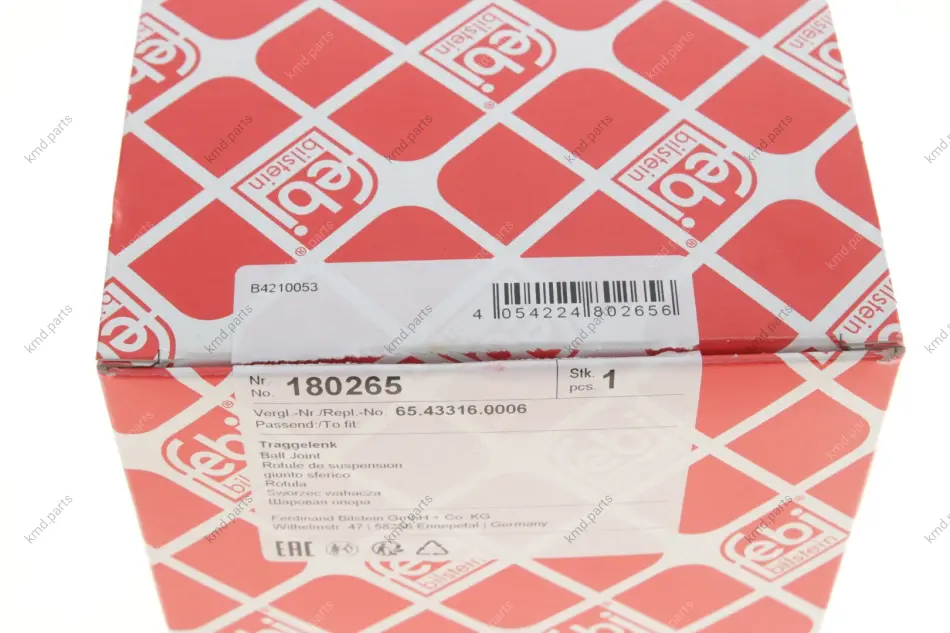 febi
bilstein
B4210053
4 054224 802656
Nr.
No. 180265
Stk.
pcs. 1
Vergl.-Nr./Repl.-No. 65.43316.0006
Passend:/To fit:
Traggelenk
Ball Joint
Rotule de suspension
giunto sferico
Rotula
Sworzec wahacza
Шаровая опора
Ferdinand Bilstein GmbH + Co. KG
Wilhelmstr. 47 | 58256 Ennepetal | Germany
EAC
kmd.parts